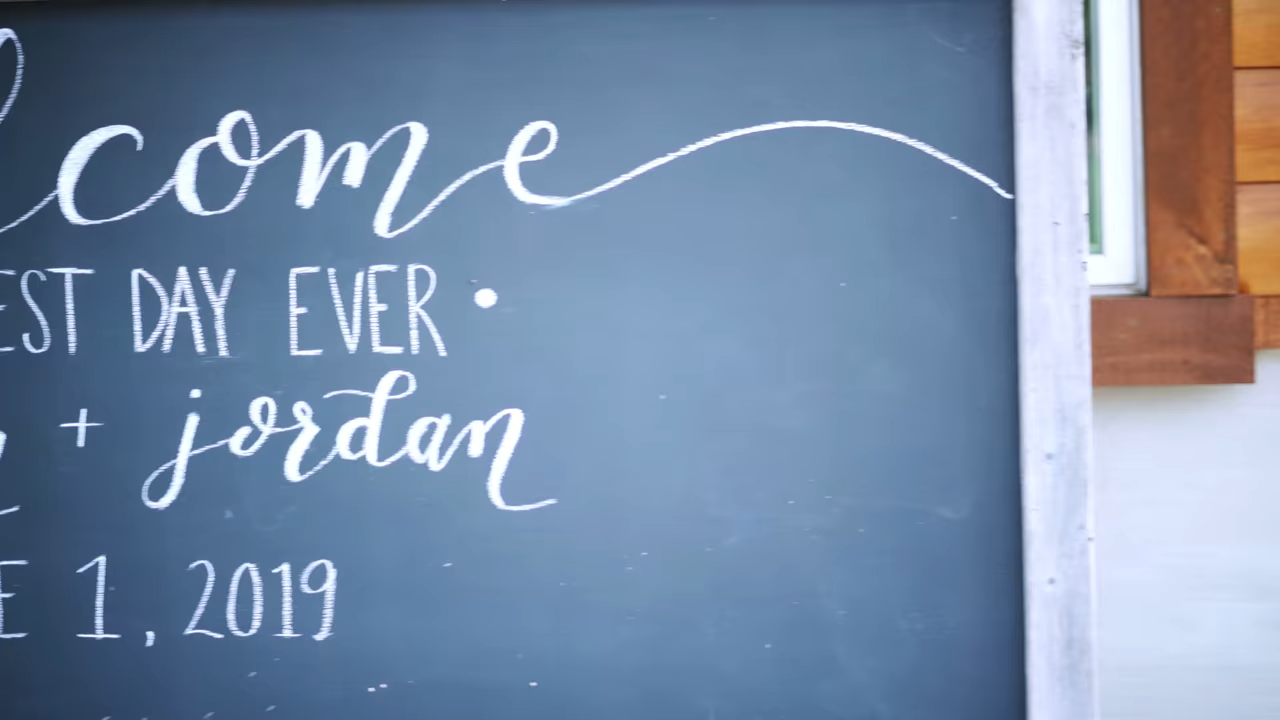 lcome
EST DAY EVER •
+ jordan
E 1, 2019